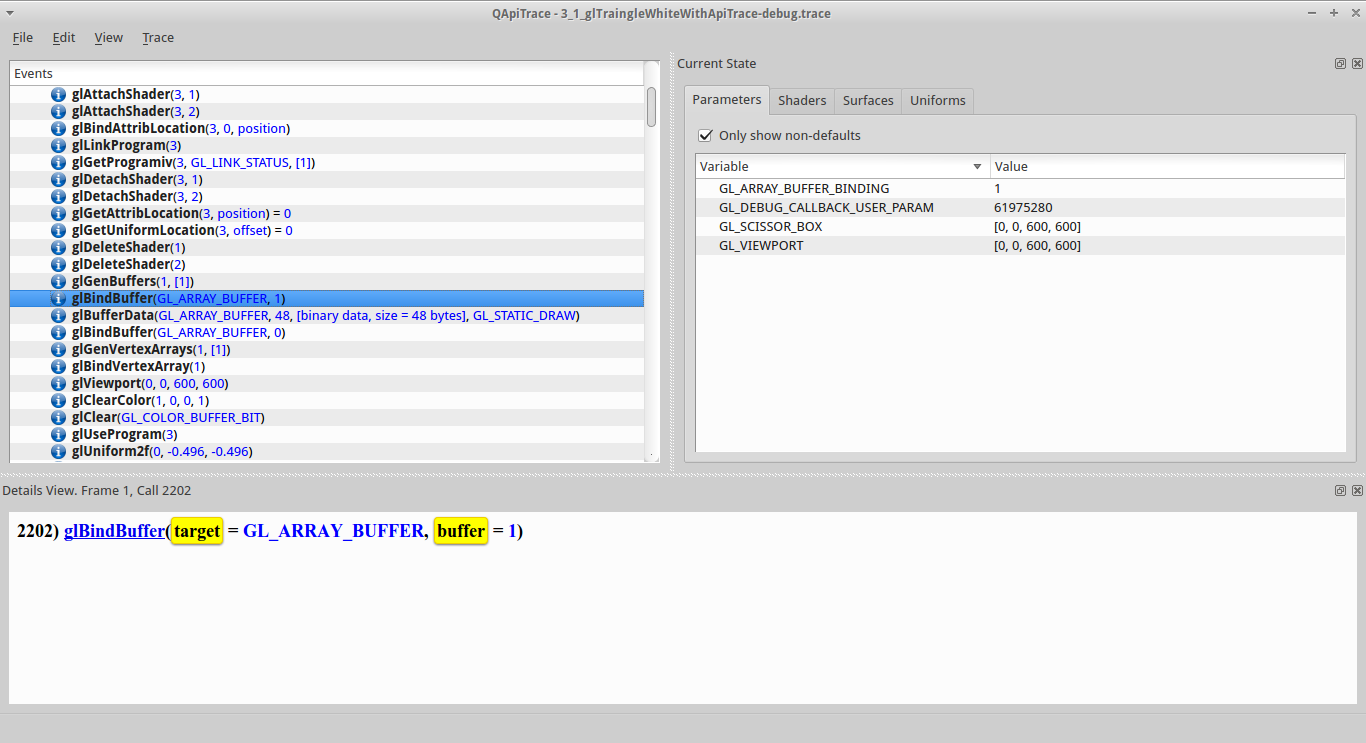 QApiTrace - 3_1_glTraingleWhiteWithApiTrace-debug.trace
File Edit View Trace
Events
glAttachShader(3, 1)
glAttachShader(3, 2)
glBindAttribLocation(3, 0, position)
glLinkProgram(3)
glGetProgramiv(3, GL_LINK_STATUS, [1])
glDetachShader(3, 1)
glDetachShader(3, 2)
glGetAttribLocation(3, position) = 0
glGetUniformLocation(3, offset) = 0
glDeleteShader(1)
glDeleteShader(2)
glGenBuffers(1, [1])
glBindBuffer(GL_ARRAY_BUFFER, 1)
glBufferData(GL_ARRAY_BUFFER, 48, [binary data, size = 48 bytes], GL_STATIC_DRAW)
glBindBuffer(GL_ARRAY_BUFFER, 0)
glGenVertexArrays(1, [1])
glBindVertexArray(1)
glViewport(0, 0, 600, 600)
glClearColor(1, 0, 0, 1)
glClear(GL_COLOR_BUFFER_BIT)
glUseProgram(3)
glUniform2f(0, -0.496, -0.496)
Current State
Parameters Shaders Surfaces Uniforms
Only show non-defaults
Variable Value
GL_ARRAY_BUFFER_BINDING 1
GL_DEBUG_CALLBACK_USER_PARAM 61975280
GL_SCISSOR_BOX [0, 0, 600, 600]
GL_VIEWPORT [0, 0, 600, 600]
Details View. Frame 1, Call 2202
2202) glBindBuffer(target = GL_ARRAY_BUFFER, buffer = 1)